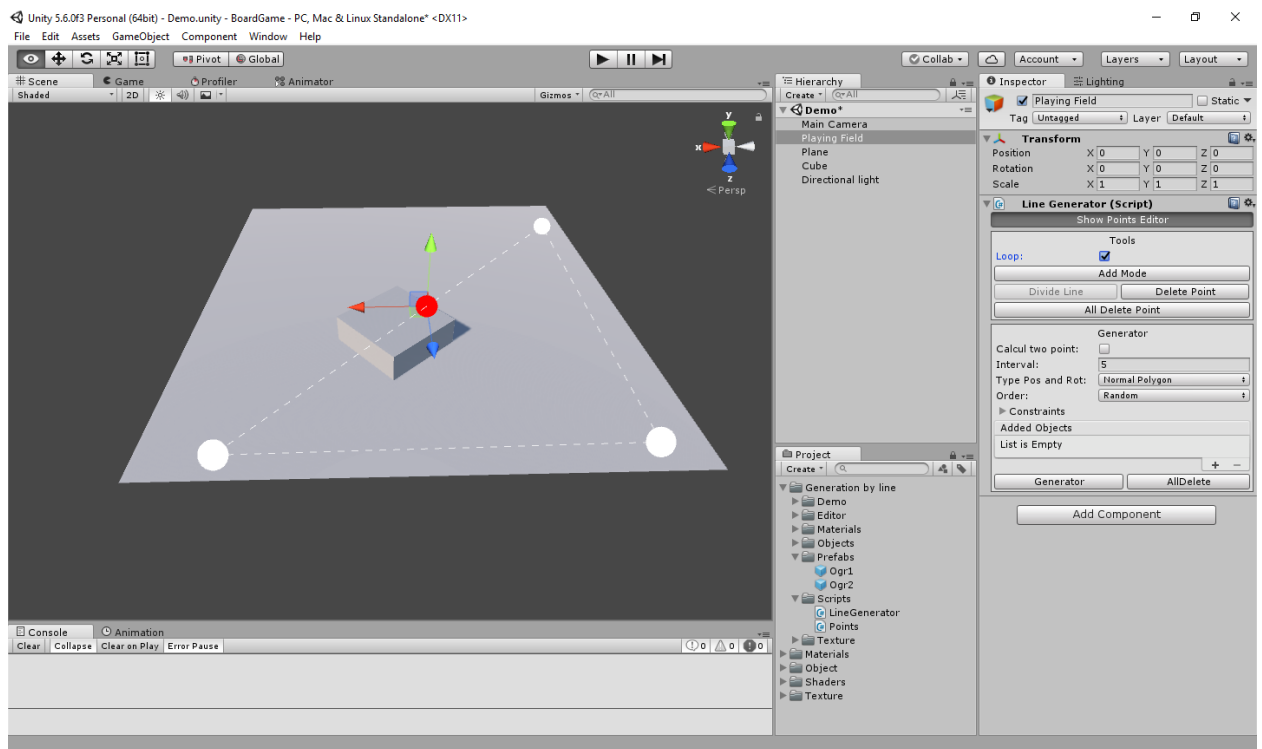 Unity 5.6.0f3 Personal (64bit) - Demo.unity - BoardGame - PC, Mac & Linux Standalone* <DX11>
File Edit Assets GameObject Component Window Help
Pivot Global
Collab Account Layers Layout
Scene Game Profiler Animator
Shaded 2D Gizmos All
y
x
z
Persp
Console Animation
Clear Collapse Clear on Play Error Pause 0 0 0
Hierarchy
Create All
Demo*
Main Camera
Playing Field
Plane
Cube
Directional light
Project
Create
Generation by line
Demo
Editor
Materials
Objects
Prefabs
Ogr1
Ogr2
Scripts
LineGenerator
Points
Texture
Materials
Object
Shaders
Texture
Inspector Lighting
Playing Field Static
Tag Untagged Layer Default
Transform
Position X 0 Y 0 Z 0
Rotation X 0 Y 0 Z 0
Scale X 1 Y 1 Z 1
Line Generator (Script)
Show Points Editor
Tools
Loop:
Add Mode
Divide Line Delete Point
All Delete Point
Generator
Calcul two point:
Interval: 5
Type Pos and Rot: Normal Polygon
Order: Random
Constraints
Added Objects
List is Empty
+ −
Generator AllDelete
Add Component